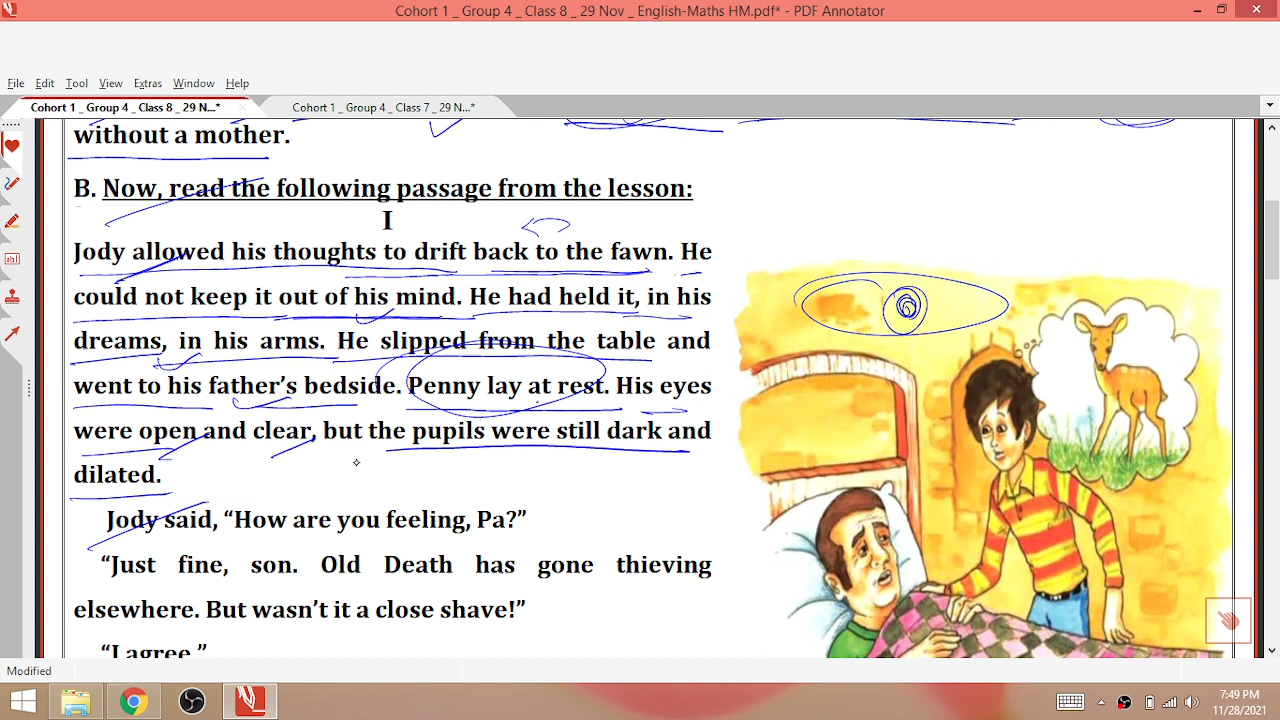 Cohort 1 _ Group 4 _ Class 8 _ 29 Nov _ English-Maths HM.pdf* - PDF Annotator
File Edit Tool View Extras Window Help
Cohort 1 _ Group 4 _ Class 8 _ 29 N...* Cohort 1 _ Group 4 _ Class 7 _ 29 N...*
without a mother.
B. Now, read the following passage from the lesson:
I
Jody allowed his thoughts to drift back to the fawn. He
could not keep it out of his mind. He had held it, in his
dreams, in his arms. He slipped from the table and
went to his father's bedside. Penny lay at rest. His eyes
were open and clear, but the pupils were still dark and
dilated.
Jody said, “How are you feeling, Pa?”
“Just fine, son. Old Death has gone thieving
elsewhere. But wasn't it a close shave!”
“I agree.”
Modified
7:49 PM
11/28/2021